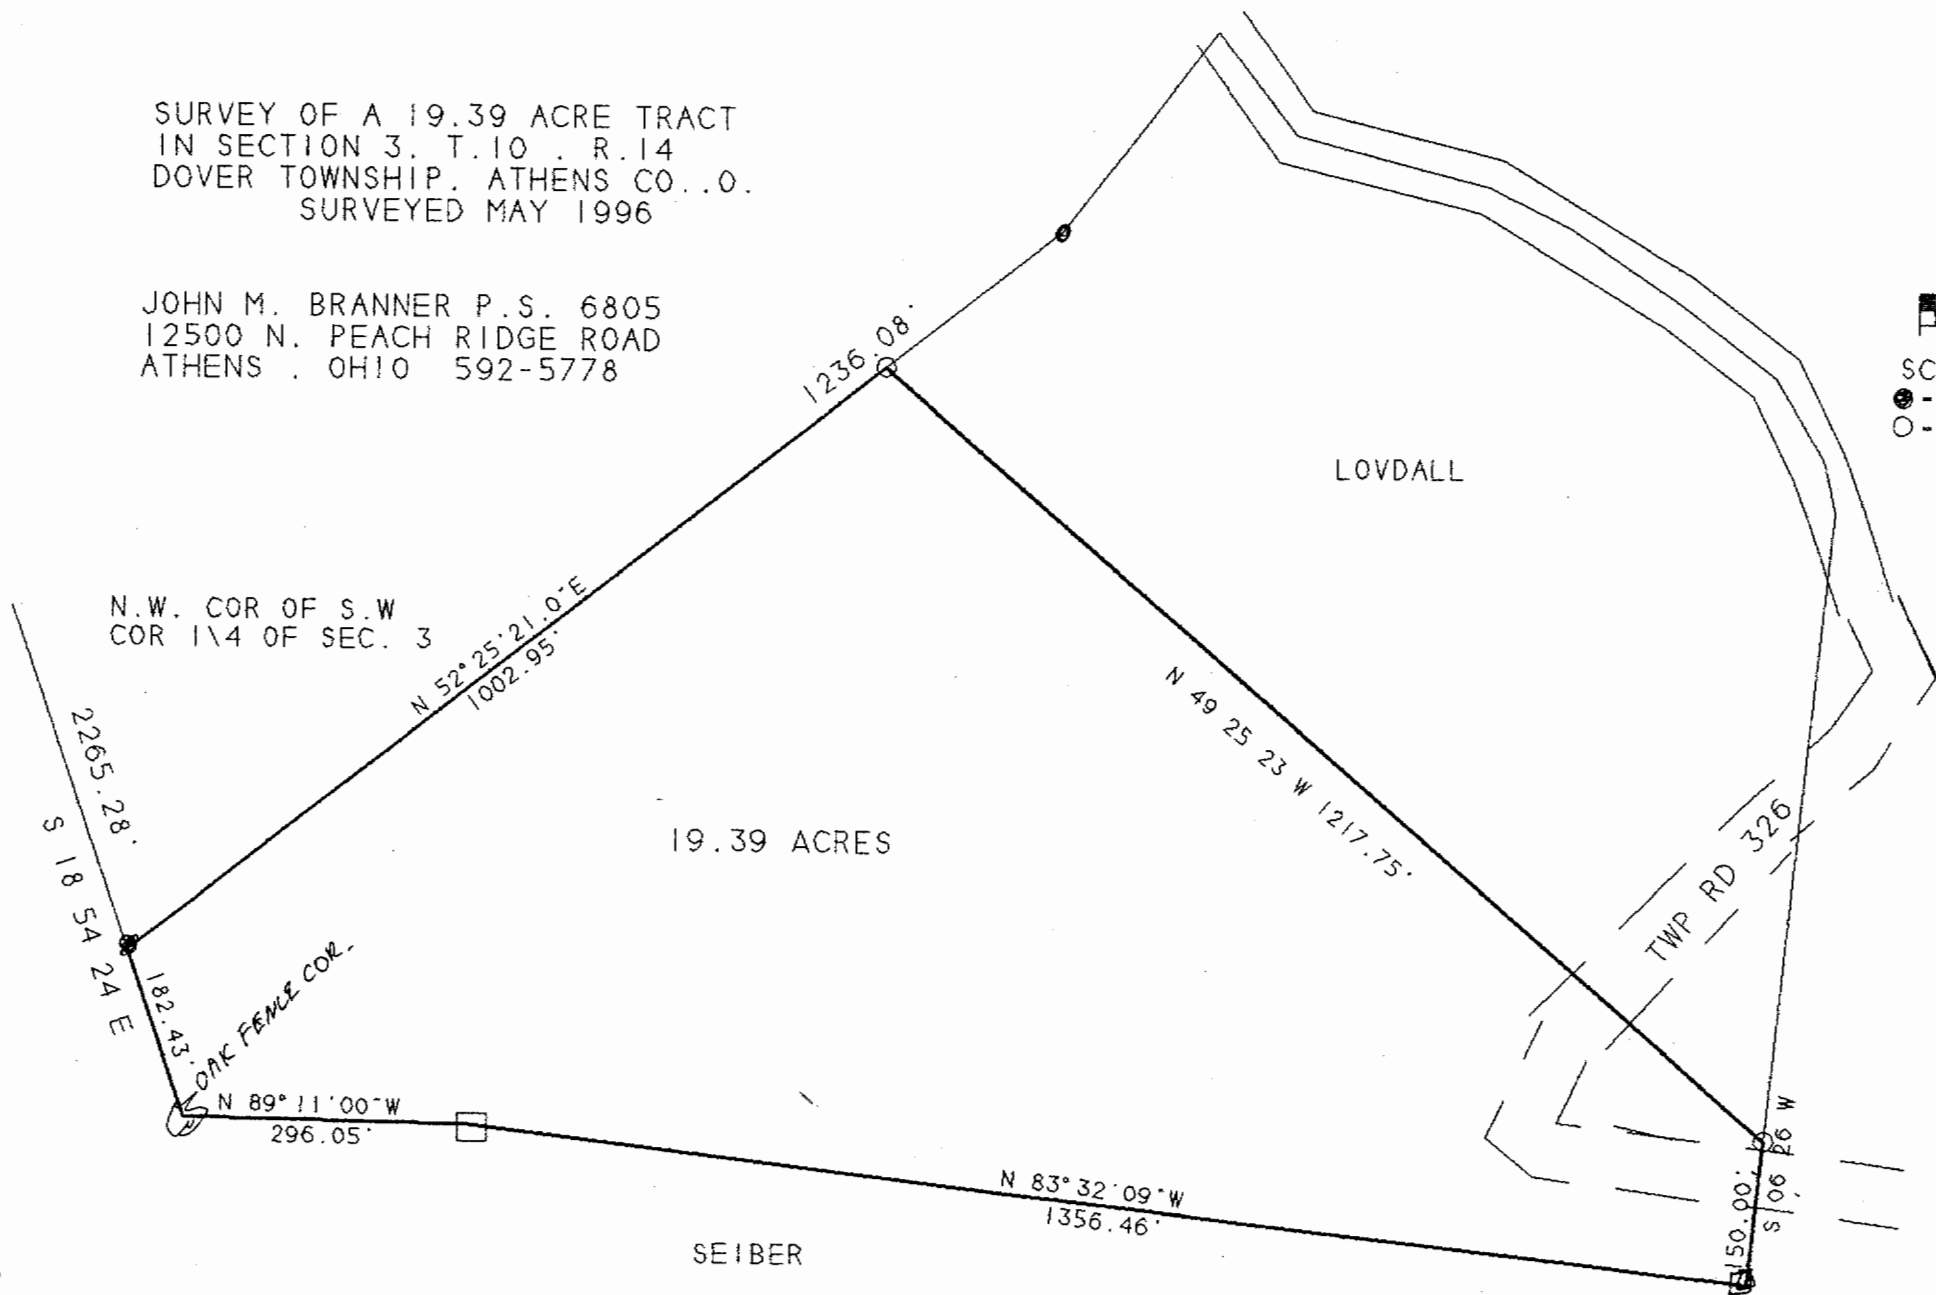 SURVEY OF A 19.39 ACRE TRACT
IN SECTION 3. T.10 . R.14
DOVER TOWNSHIP. ATHENS CO..O.
SURVEYED MAY 1996
JOHN M. BRANNER P.S. 6805
12500 N. PEACH RIDGE ROAD
ATHENS . OHIO 592-5778
1236.08'
SC
-
-
LOVDALL
N.W. COR OF S.W
COR 1\4 OF SEC. 3
N 52°25'21.0"E
1002.95'
2265.28'
S 18 54 24 E
N 49 25 23 W 1217.75'
19.39 ACRES
TWP RD 326
182.43'
OAK FENCE COR.
N 89°11'00"W
296.05'
N 83°32'09"W
1356.46'
150.00'
S 06 26 W
SEIBER